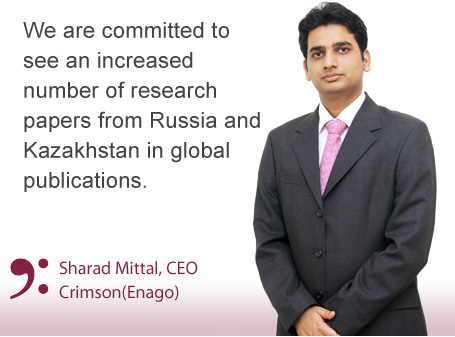 We are committed to
see an increased
number of research
papers from Russia and
Kazakhstan in global
publications.
Sharad Mittal, CEO
Crimson(Enago)